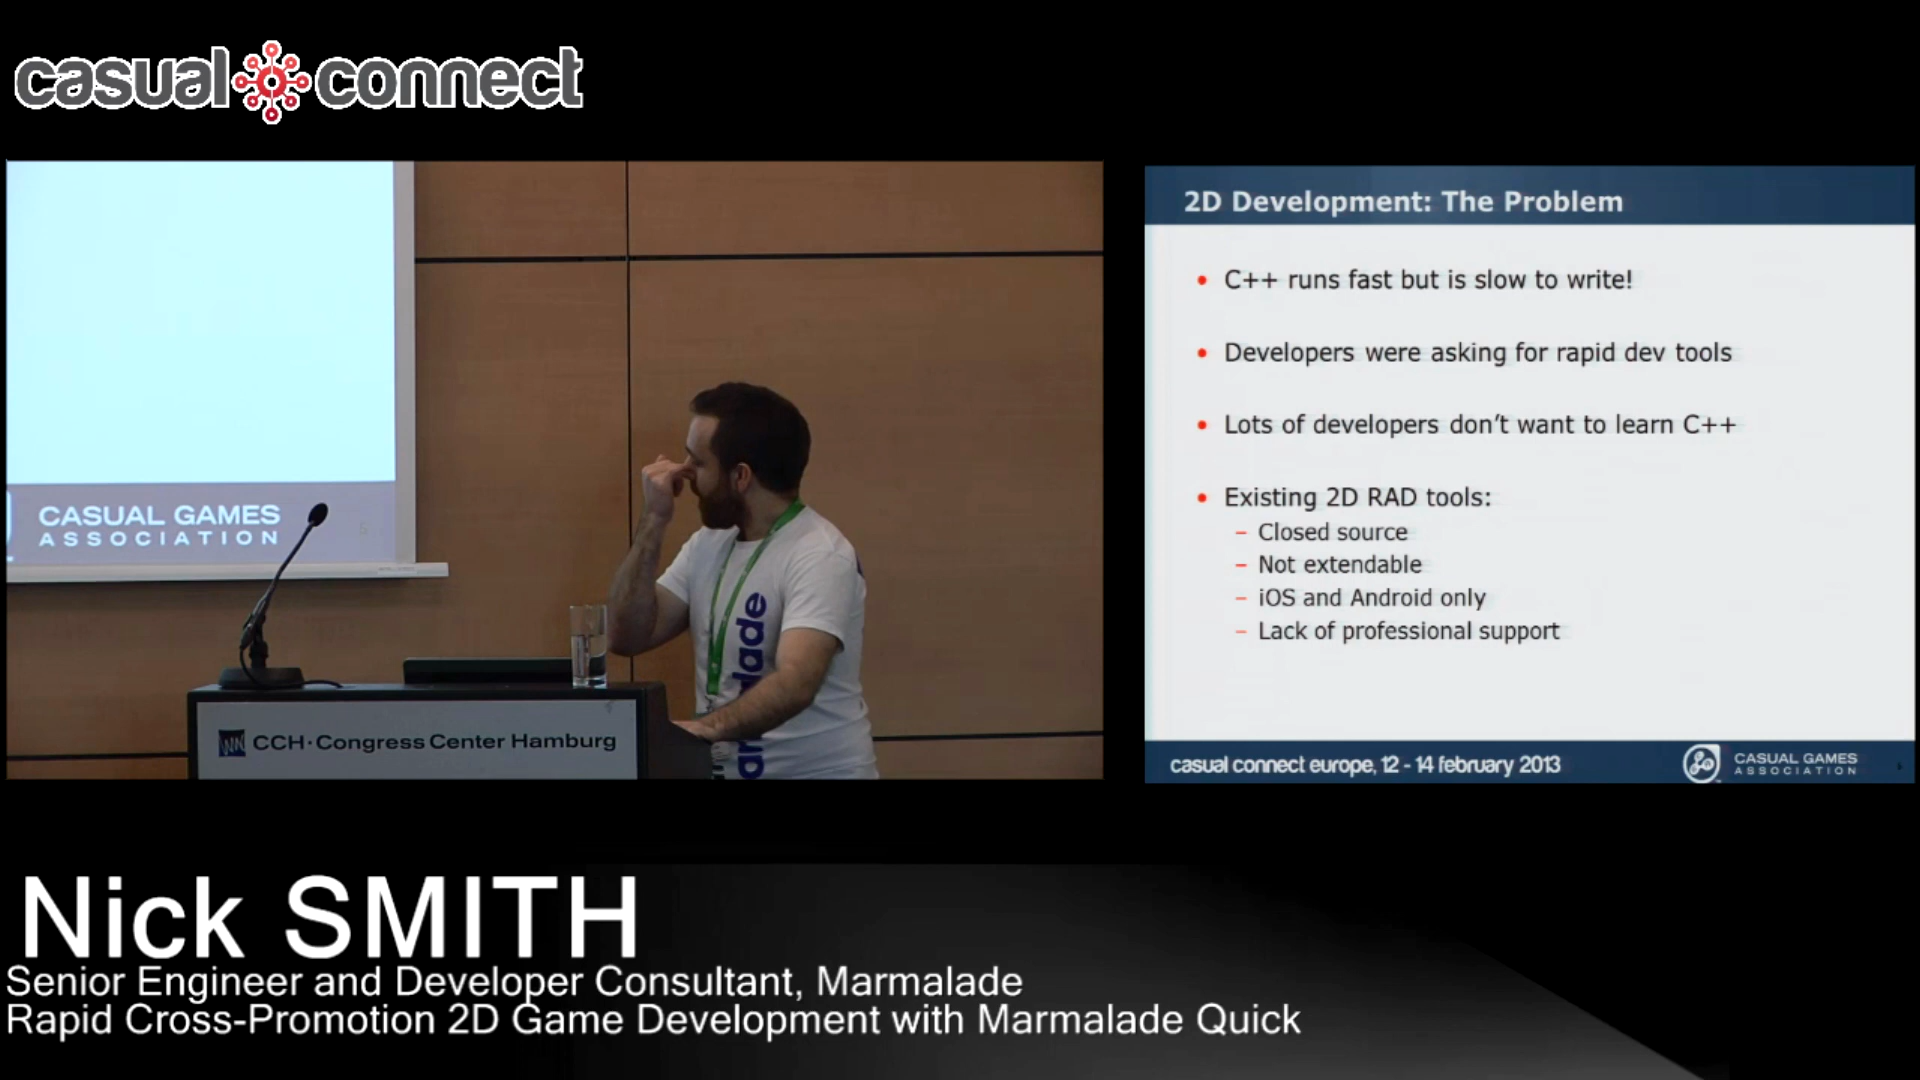 casual connect
CASUAL GAMES
ASSOCIATION
CCH·Congress Center Hamburg
2D Development: The Problem
• C++ runs fast but is slow to write!
• Developers were asking for rapid dev tools
• Lots of developers don't want to learn C++
• Existing 2D RAD tools:
– Closed source
– Not extendable
– iOS and Android only
– Lack of professional support
casual connect europe, 12 - 14 february 2013
CASUAL GAMES
ASSOCIATION
Nick SMITH
Senior Engineer and Developer Consultant, Marmalade
Rapid Cross-Promotion 2D Game Development with Marmalade Quick